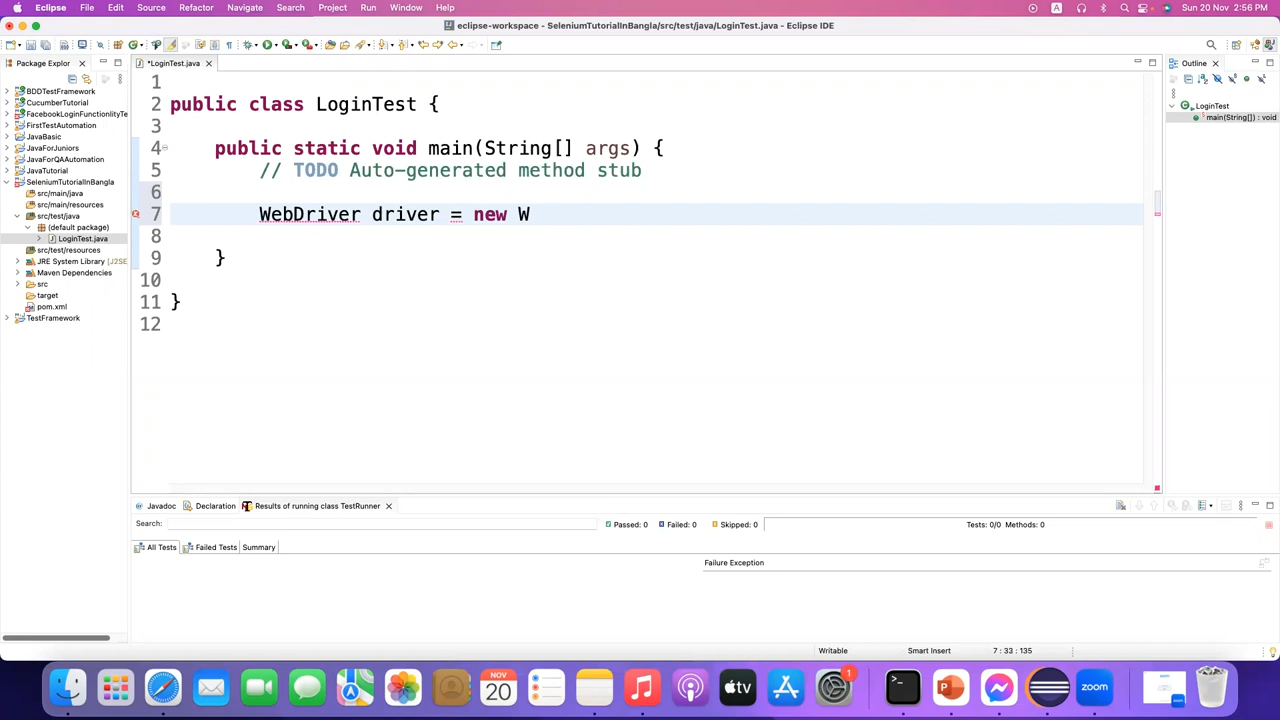 Eclipse File Edit Source Refactor Navigate Search Project Run Window Help Sun 20 Nov 2:56 PM
eclipse-workspace - SeleniumTutorialInBangla/src/test/java/LoginTest.java - Eclipse IDE
Package Explor
*LoginTest.java
Outline
BDDTestFramework
CucumberTutorial
FacebookLoginFunctionlityTe
FirstTestAutomation
JavaBasic
JavaForJuniors
JavaForQAAutomation
JavaTutorial
SeleniumTutorialInBangla
src/main/java
src/main/resources
src/test/java
(default package)
LoginTest.java
src/test/resources
JRE System Library [J2SE
Maven Dependencies
src
target
pom.xml
TestFramework
1
2 public class LoginTest {
3
4 public static void main(String[] args) {
5 // TODO Auto-generated method stub
6
7 WebDriver driver = new W
8
9 }
10
11 }
12
LoginTest
main(String[]) : void
Javadoc Declaration Results of running class TestRunner
Search: Passed: 0 Failed: 0 Skipped: 0 Tests: 0/0 Methods: 0
All Tests Failed Tests Summary
Failure Exception
Writable Smart Insert 7 : 33 : 135
NOV
20
tv
1
>_
P
zoom